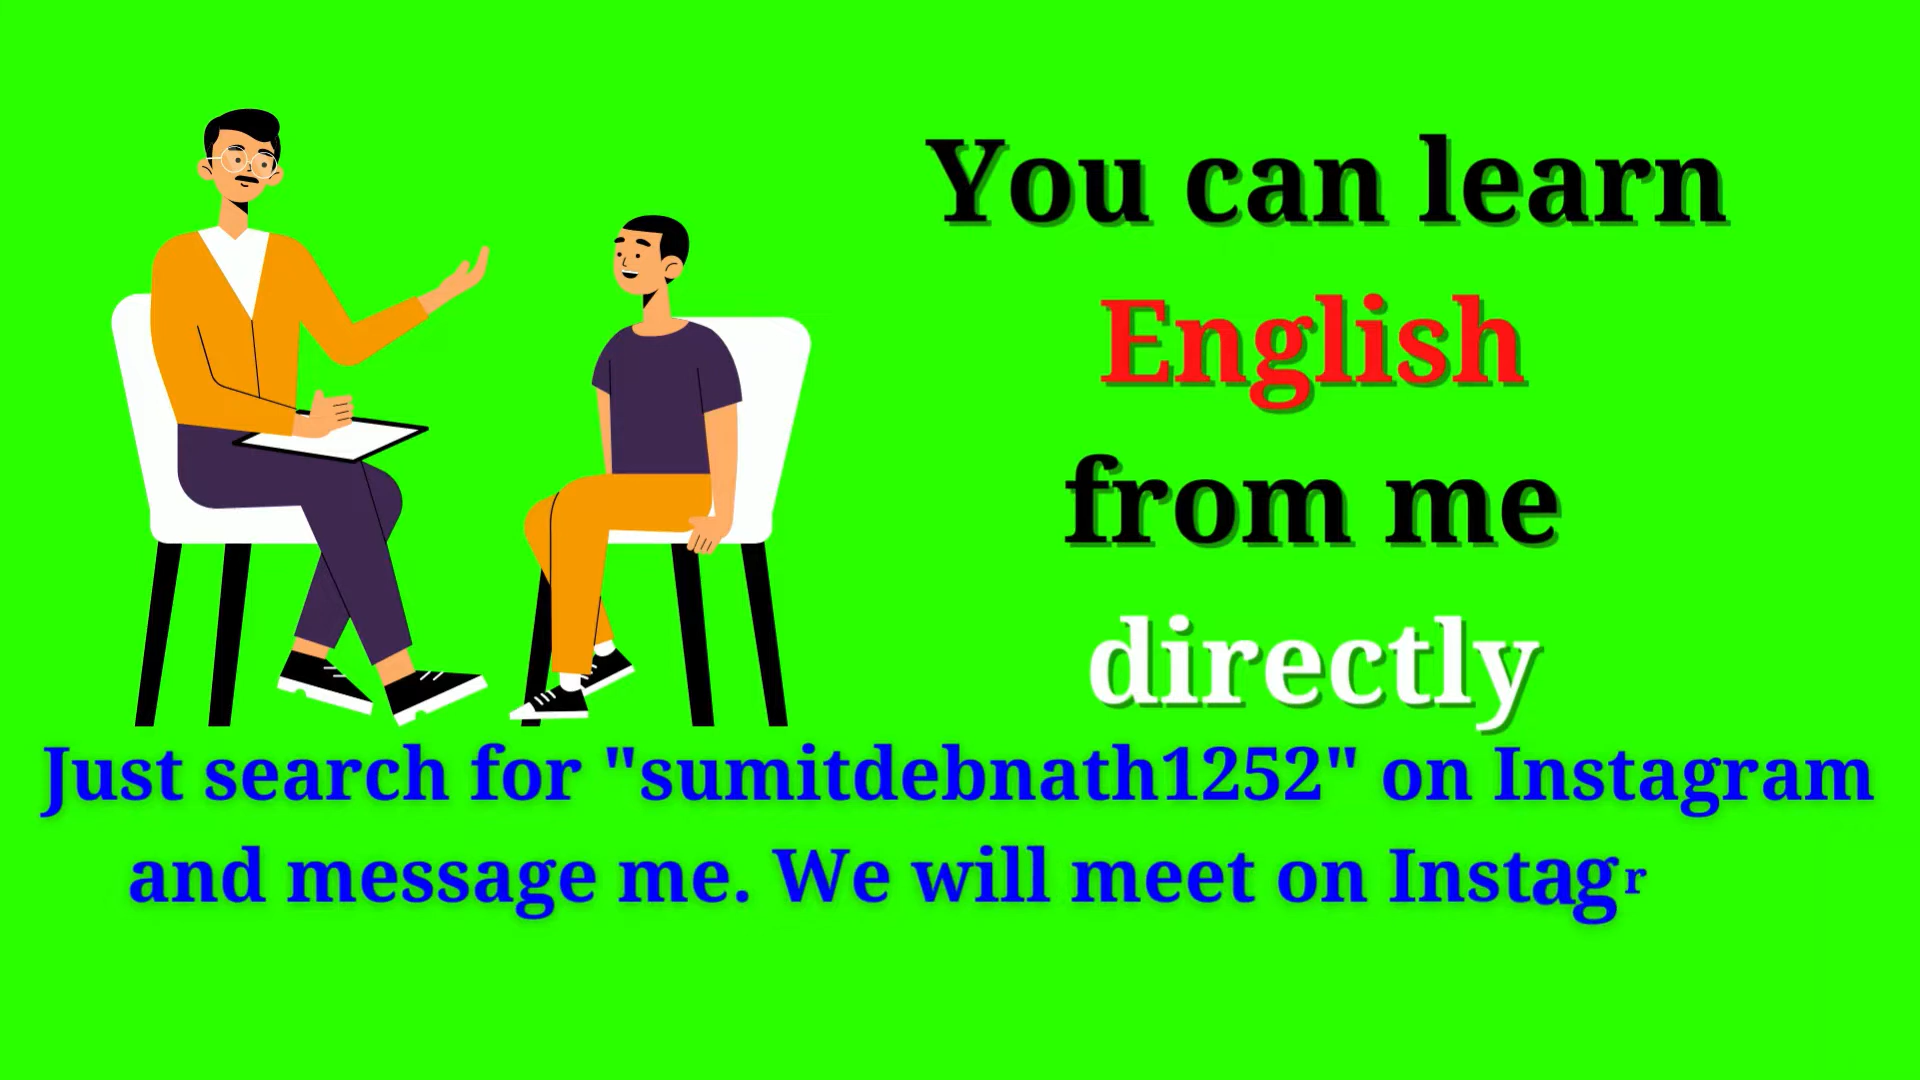 You can learn
English
from me
directly
Just search for "sumitdebnath1252" on Instagram
and message me. We will meet on Instagr